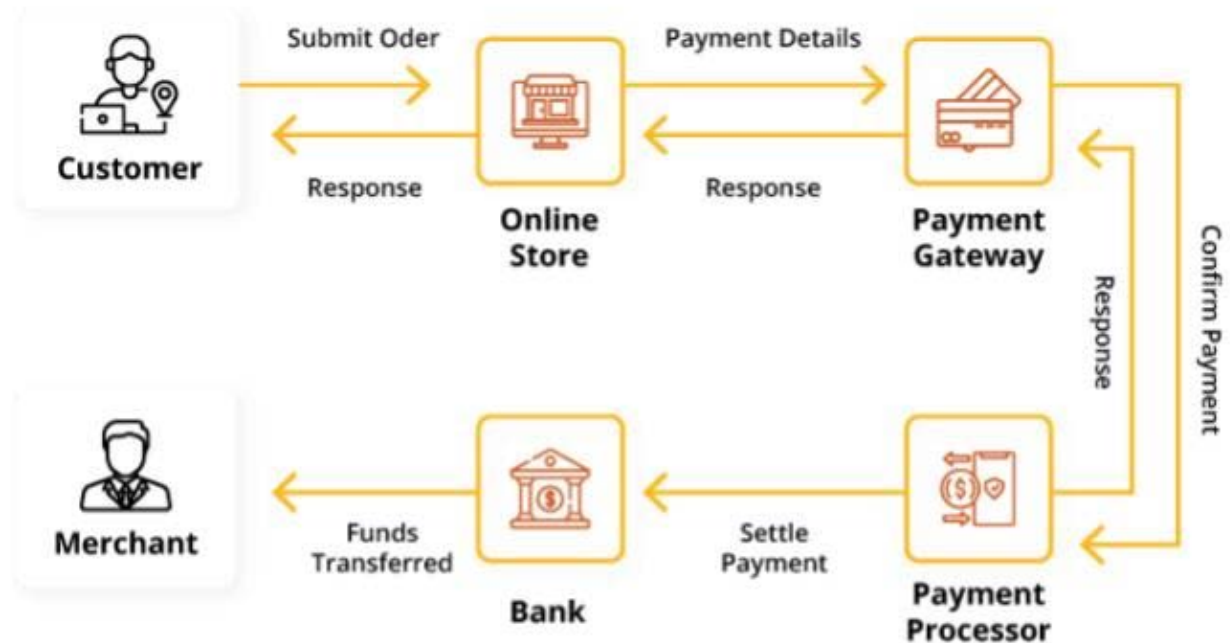 Submit Oder
Payment Details
Customer
Response
Response
Online
Store
Payment
Gateway
Confirm Payment
Response
Merchant
Funds
Transferred
Settle
Payment
Bank
Payment
Processor